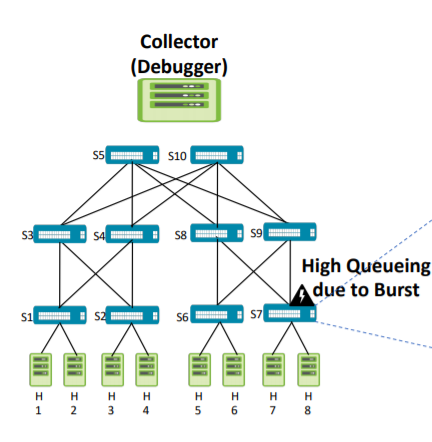 Collector
(Debugger)
S5
S10
S3
S4
S8
S9
High Queueing
due to Burst
S1
S2
S6
S7
H H H H H H H H
1 2 3 4 5 6 7 8